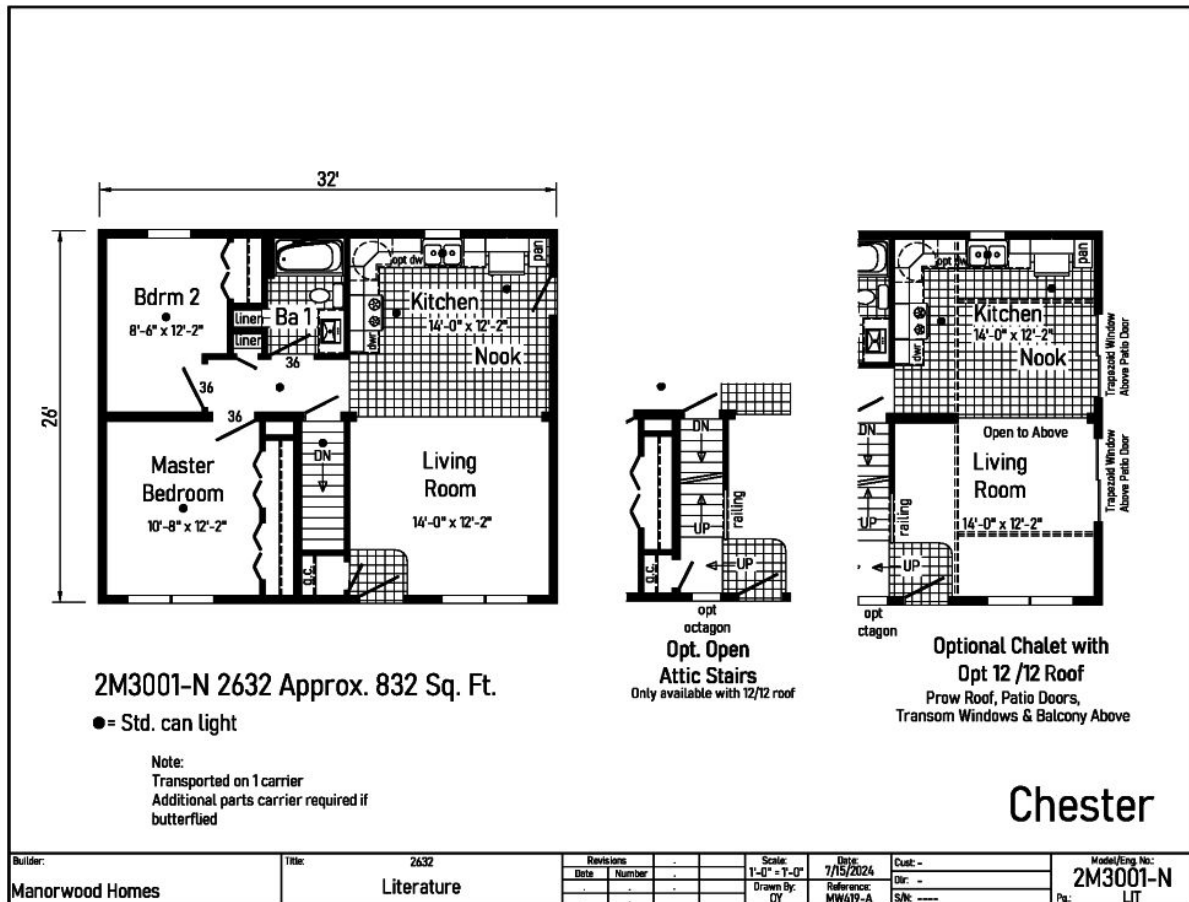 32'
26'
Bdrm 2
8'-6" x 12'-2"
linen
linen
Ba 1
36
36
36
opt dw
pan
dwr
Kitchen
14'-0" x 12'-2"
Nook
Master
Bedroom
10'-8" x 12'-2"
DN
Living
Room
14'-0" x 12'-2"
g.c.
DN
UP
railing
UP
g.c.
opt
octagon
Opt. Open
Attic Stairs
Only available with 12/12 roof
opt dw
pan
dwr
Kitchen
14'-0" x 12'-2"
Nook
Trapezoid Window
Above Patio Door
Open to Above
Living
Room
14'-0" x 12'-2"
Trapezoid Window
Above Patio Door
DN
UP
railing
UP
opt
ctagon
Optional Chalet with
Opt 12 /12 Roof
Prow Roof, Patio Doors,
Transom Windows & Balcony Above
2M3001-N 2632 Approx. 832 Sq. Ft.
●= Std. can light
Note:
Transported on 1 carrier
Additional parts carrier required if
butterflied
Chester
Builder:
Manorwood Homes
Title:
2632
Literature
Revisions
Date Number
Scale:
1'-0" = 1'-0"
Drawn By:
OY
Date:
7/15/2024
Reference:
MW419-A
Cust: -
Dlr: -
S/N: ----
Model/Eng. No.:
2M3001-N
Pg.: LIT